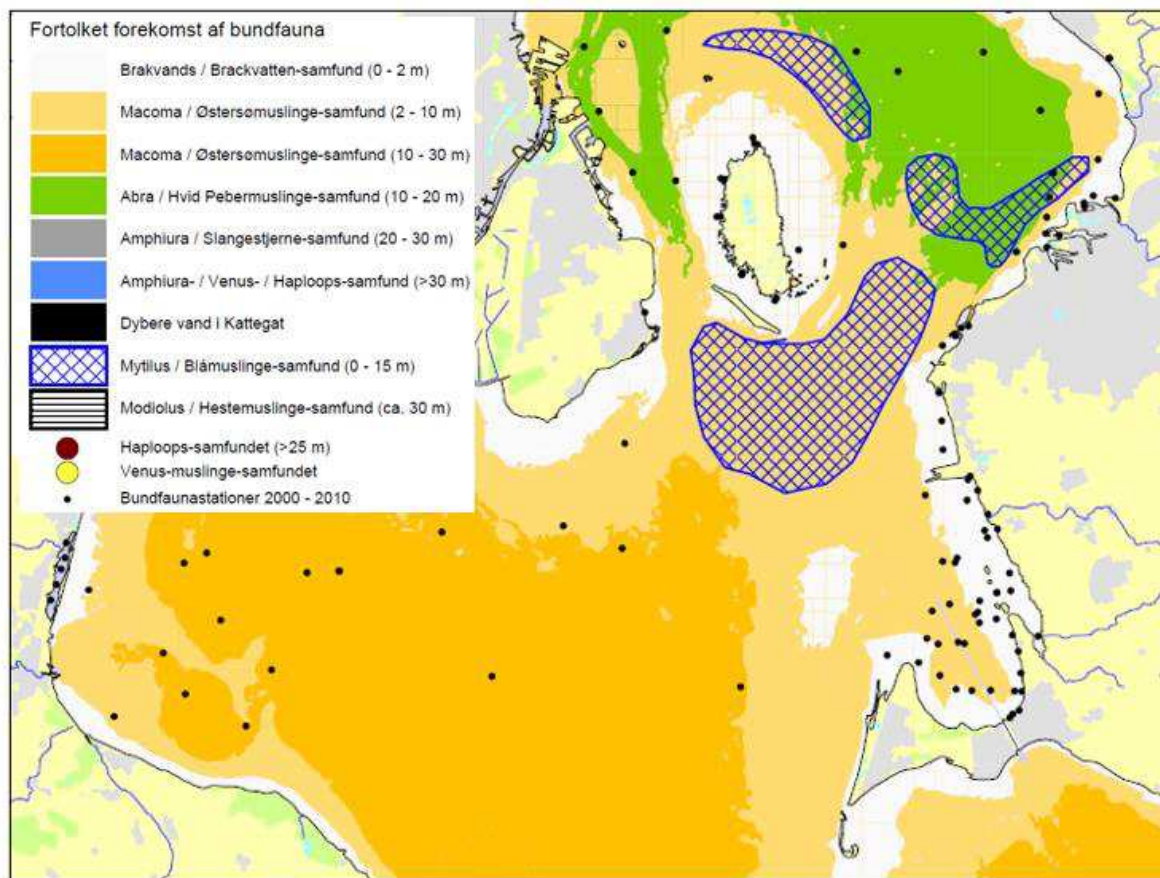 Fortolket forekomst af bundfauna
Brakvands / Brackvatten-samfund (0 - 2 m)
Macoma / Østersømuslinge-samfund (2 - 10 m)
Macoma / Østersømuslinge-samfund (10 - 30 m)
Abra / Hvid Pebermuslinge-samfund (10 - 20 m)
Amphiura / Slangestjerne-samfund (20 - 30 m)
Amphiura- / Venus- / Haploops-samfund (>30 m)
Dybere vand i Kattegat
Mytilus / Blåmuslinge-samfund (0 - 15 m)
Modiolus / Hestemuslinge-samfund (ca. 30 m)
Haploops-samfundet (>25 m)
Venus-muslinge-samfundet
Bundfaunastationer 2000 - 2010